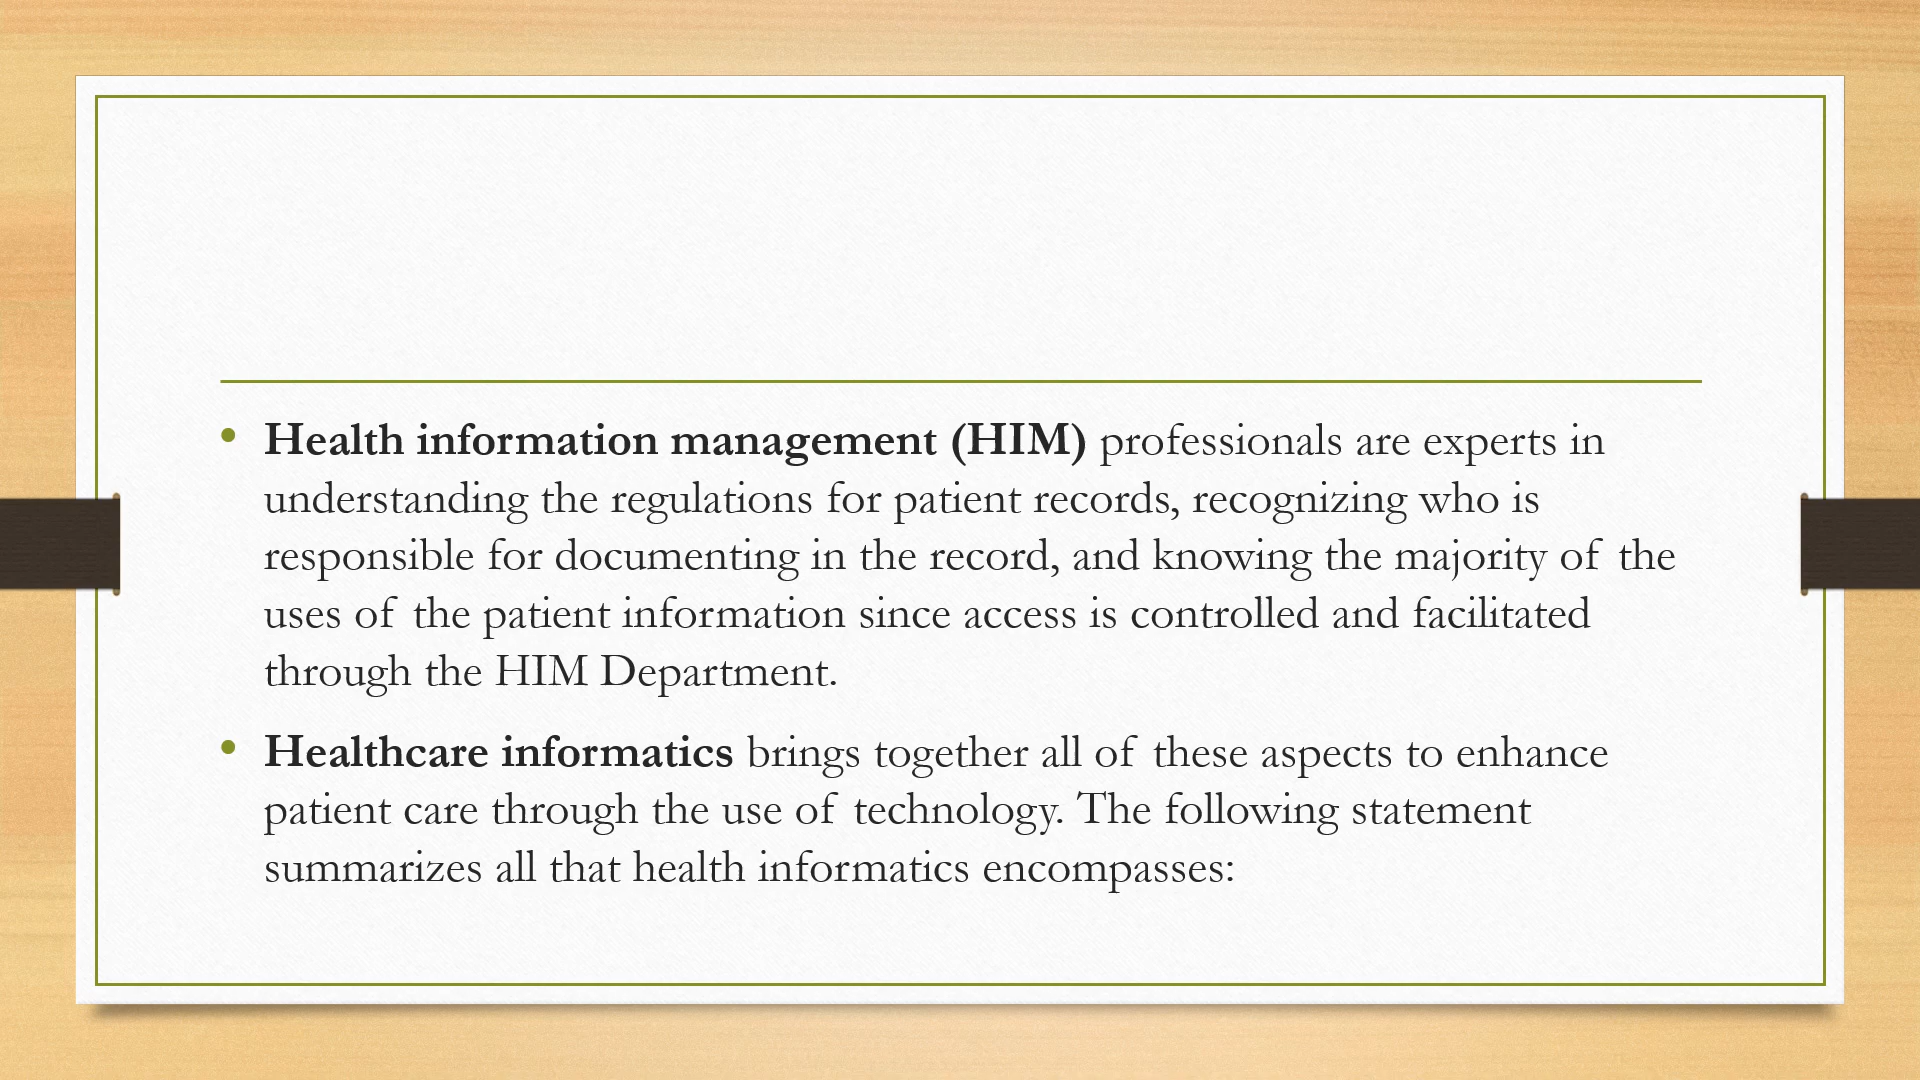 • Health information management (HIM) professionals are experts in
understanding the regulations for patient records, recognizing who is
responsible for documenting in the record, and knowing the majority of the
uses of the patient information since access is controlled and facilitated
through the HIM Department.
• Healthcare informatics brings together all of these aspects to enhance
patient care through the use of technology. The following statement
summarizes all that health informatics encompasses: